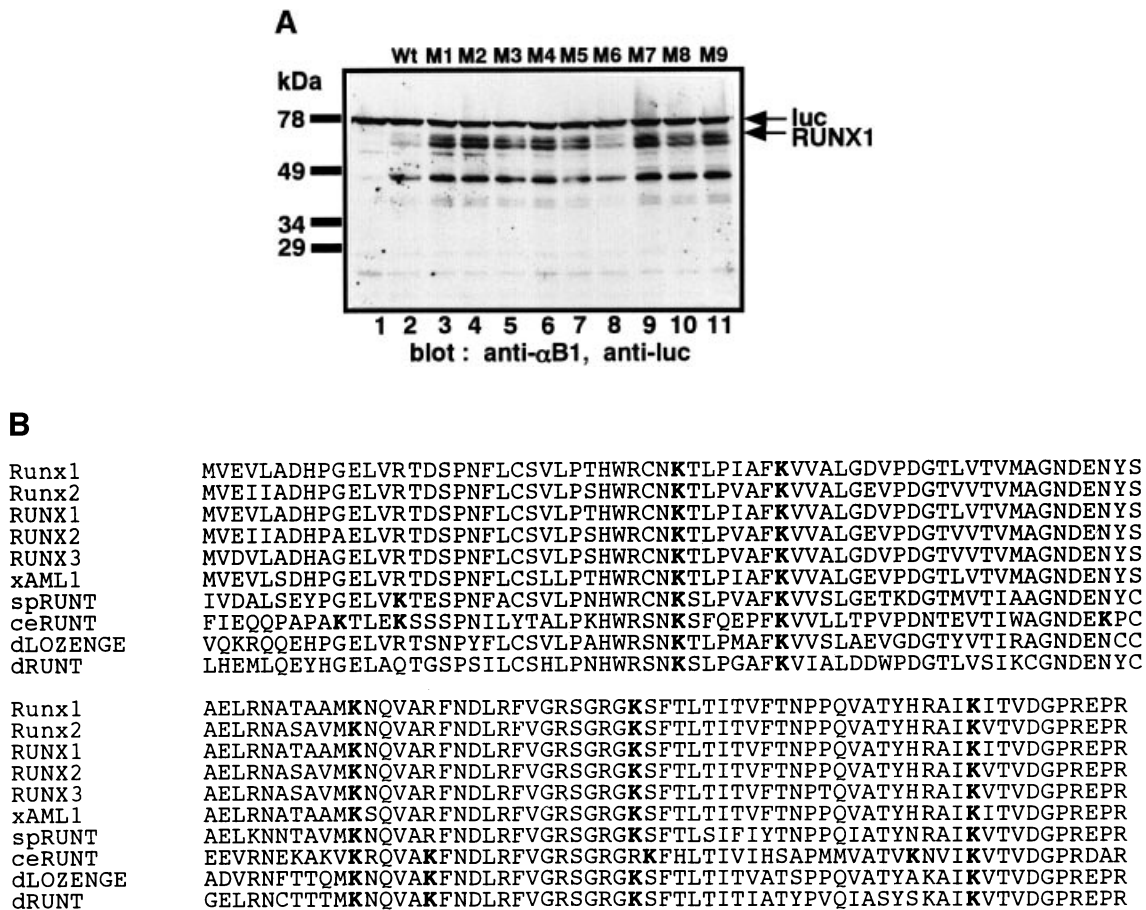 A
Wt M1 M2 M3 M4 M5 M6 M7 M8 M9
kDa
78
luc
RUNX1
49
34
29
1 2 3 4 5 6 7 8 9 10 11
blot : anti-αB1, anti-luc
B
Runx1 MVEVLADHPGELVRTDSPNFLCSVLPTHWRCNKTLPIAFKVVALGDVPDGTLVTVMAGNDENYS
Runx2 MVEIIADHPAELVRTDSPNFLCSVLPSHWRCNKTLPVAFKVVALGEVPDGTVVTVMAGNDENYS
RUNX1 MVEVLADHPGELVRTDSPNFLCSVLPTHWRCNKTLPIAFKVVALGDVPDGTLVTVMAGNDENYS
RUNX2 MVEIIADHPAELVRTDSPNFLCSVLPSHWRCNKTLPVAFKVVALGEVPDGTVVTVMAGNDENYS
RUNX3 MVDVLADHAGELVRTDSPNFLCSVLPSHWRCNKTLPVAFKVVALGDVPDGTVVTVMAGNDENYS
xAML1 MVEVLSDHPGELVRTDSPNFLCSLLPTHWRCNKTLPIAFKVVALGEVPDGTLVTVMAGNDENYS
spRUNT IVDALSEYPGELVKTESPNFACSVLPNHWRSNKSLPVAFKVVSLGETKDGTMVTIAAGNDENYC
ceRUNT FIEQQPAPAKTLEKSSSPNILYTALPKHWRSNKSFQEPFKVVLLTPVPDNTEVTIWAGNDEKPC
dLOZENGE VQKRQQEHPGELVRTSNPYFLCSVLPAHWRSNKTLPMAFKVVSLAEVGDGTYVTIRAGNDENCC
dRUNT LHEMLQEYHGELAQTGSPSILCSHLPNHWRSNKSLPGAFKVIALDDWPDGTLVSIKCGNDENYC
Runx1 AELRNATAAMKNQVARFNDLRFVGRSGRGKSFTLTITVFTNPPQVATYHRAIKITVDGPREPR
Runx2 AELRNASAVMKNQVARFNDLRFVGRSGRGKSFTLTITVFTNPPQVATYHRAIKVTVDGPREPR
RUNX1 AELRNATAAMKNQVARFNDLRFVGRSGRGKSFTLTITVFTNPPQVATYHRAIKITVDGPREPR
RUNX2 AELRNASAVMKNQVARFNDLRFVGRSGRGKSFTLTITVFTNPPQVATYHRAIKVTVDGPREPR
RUNX3 AELRNASAVMKNQVARFNDLRFVGRSGRGKSFTLTITVFTNPTQVATYHRAIKVTVDGPREPR
xAML1 AELRNATAAMKSQVARFNDLRFVGRSGRGKSFTLTITVFTNPPQVATYHRAIKITVDGPREPR
spRUNT AELKNNTAVMKNQVARFNDLRFVGRSGRGKSFTLSIFIYTNPPQIATYNRAIKVTVDGPREPR
ceRUNT EEVRNEKAKVKRQVAKFNDLRFVGRSGRGRKFHLTIVIHSAPMMVATVKNVIKVTVDGPRDAR
dLOZENGE ADVRNFTTQMKNQVAKFNDLRFVGRSGRGKSFTLTITVATSPPQVATYAKAIKVTVDGPREPR
dRUNT GELRNCTTTMKNQVAKFNDLRFVGRSGRGKSFTLTITIATYPVQIASYSKAIKVTVDGPREPR